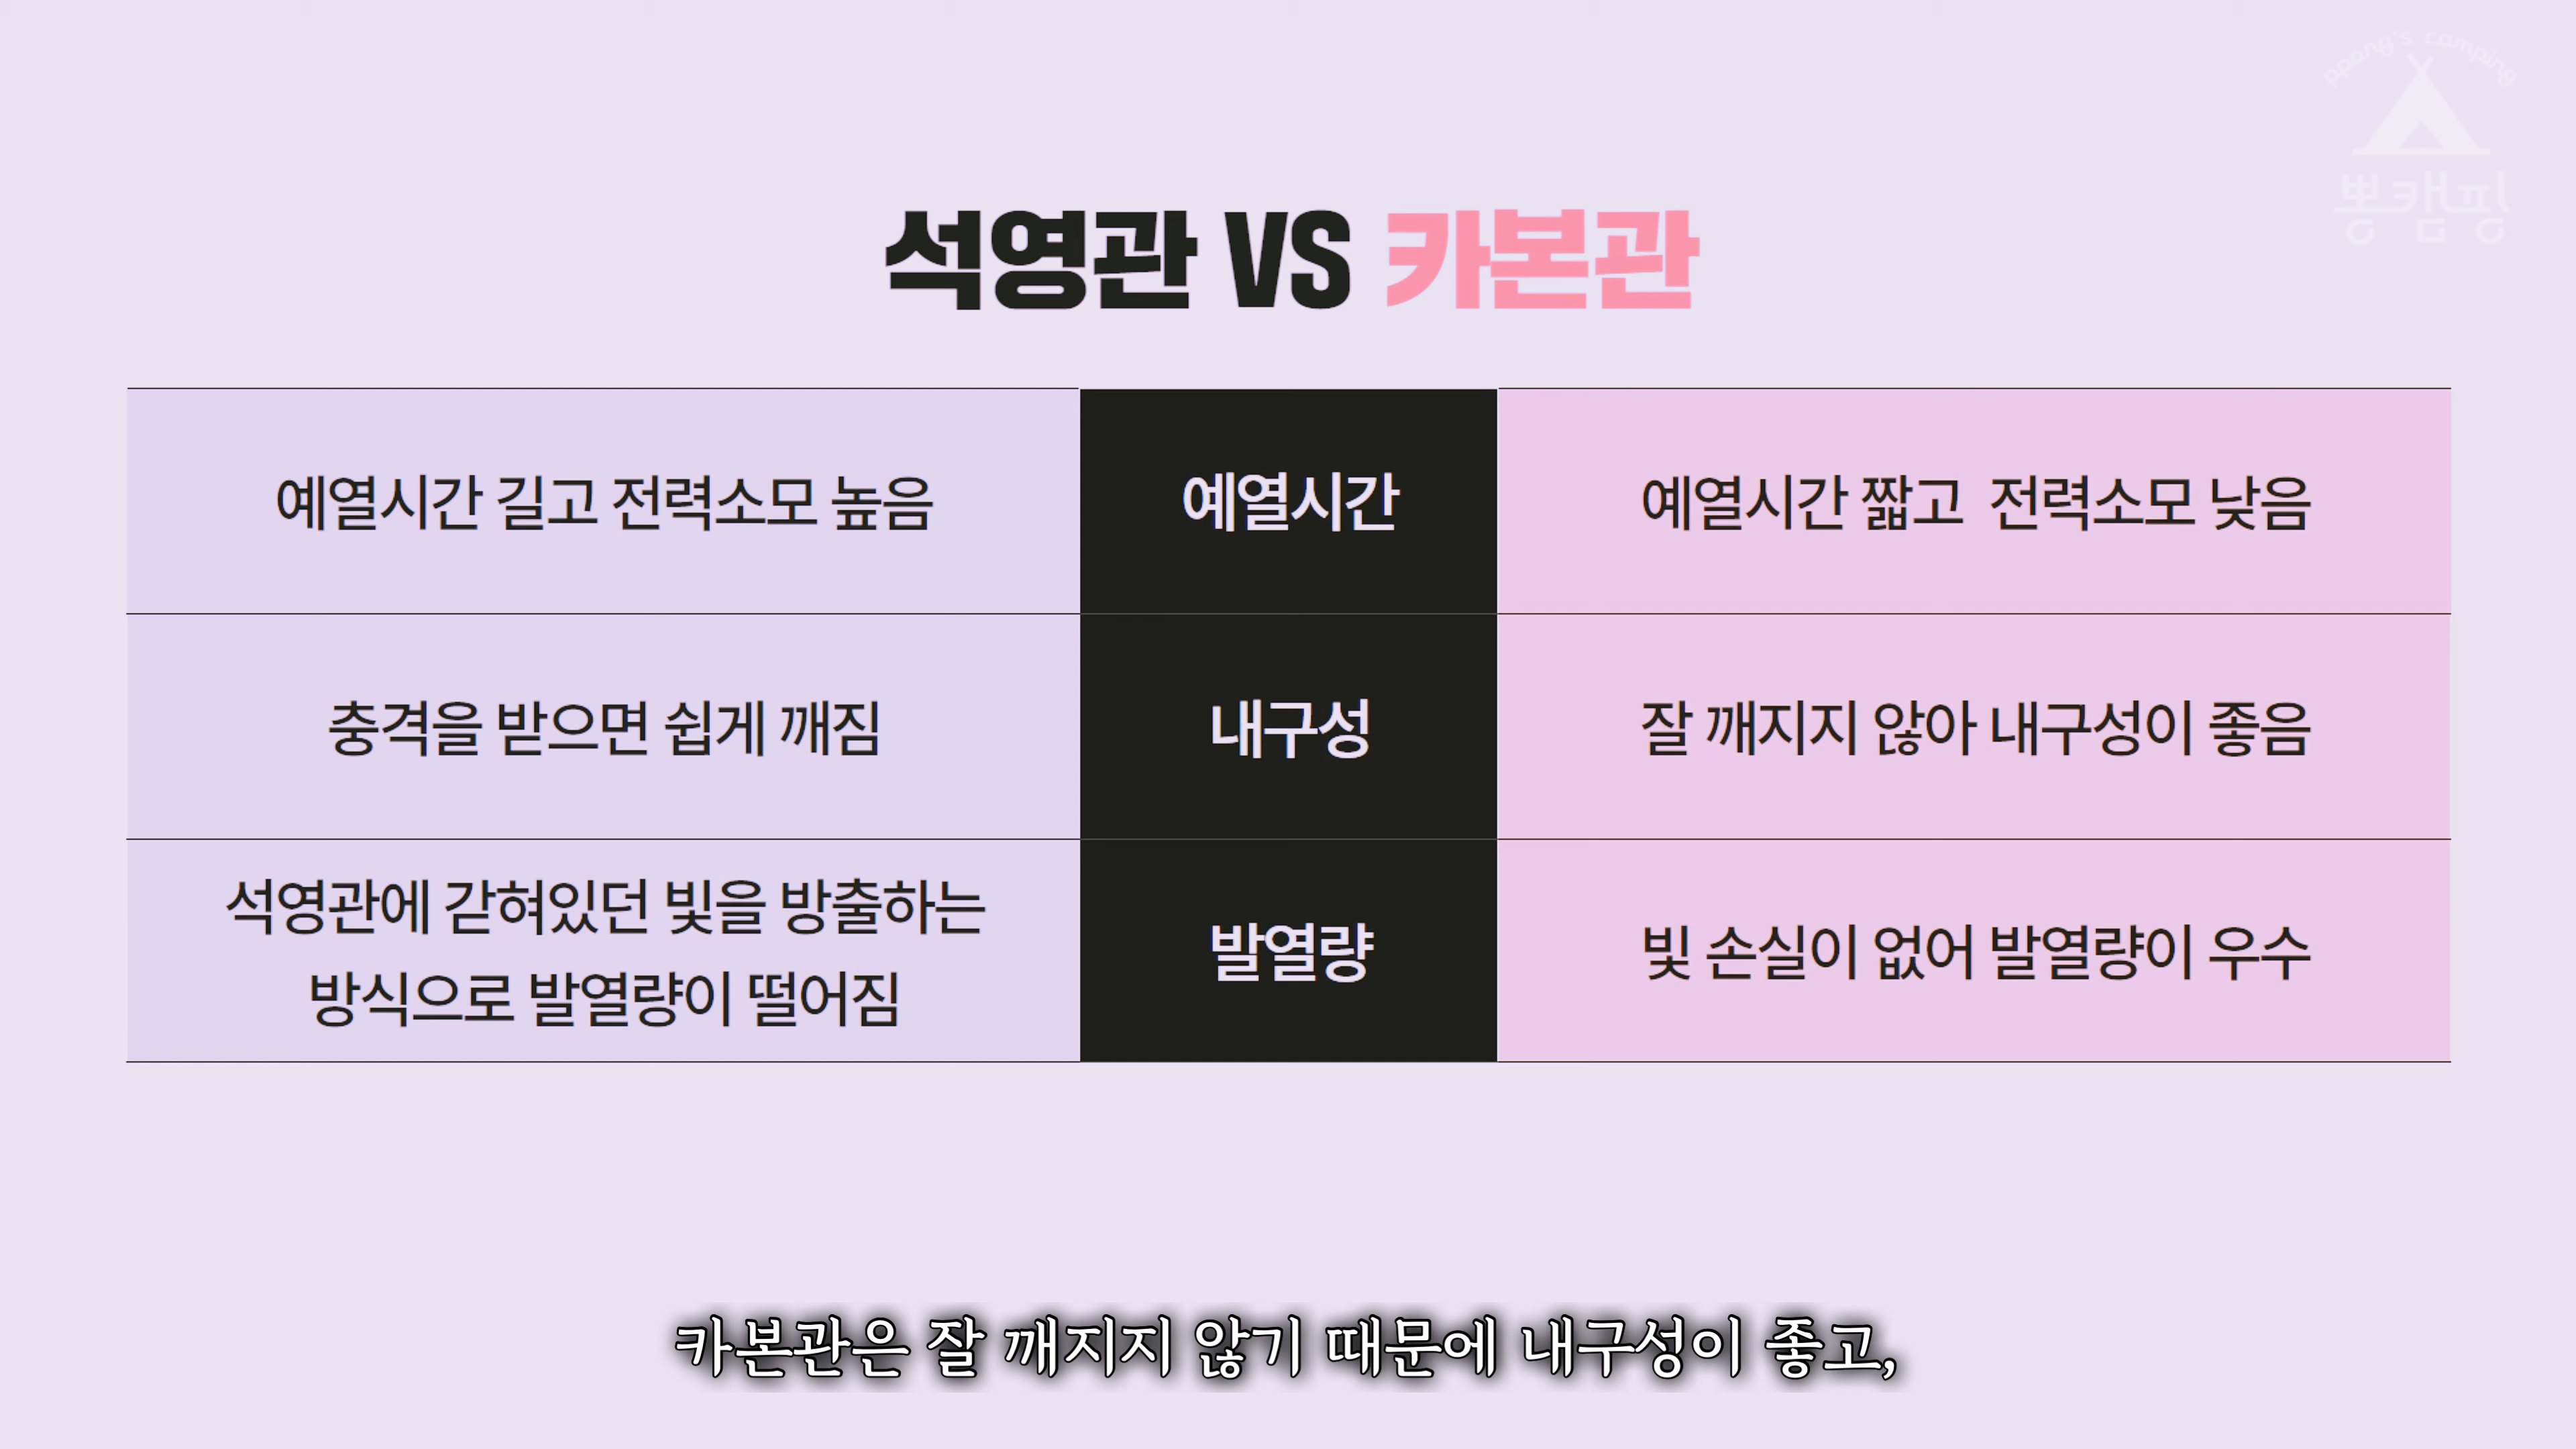 ppang's camping
뽕캠핑
석영관 VS 카본관
예열시간 길고 전력소모 높음
예열시간
예열시간 짧고 전력소모 낮음
충격을 받으면 쉽게 깨짐
내구성
잘 깨지지 않아 내구성이 좋음
석영관에 갇혀있던 빛을 방출하는
방식으로 발열량이 떨어짐
발열량
빛 손실이 없어 발열량이 우수
카본관은 잘 깨지지 않기 때문에 내구성이 좋고,